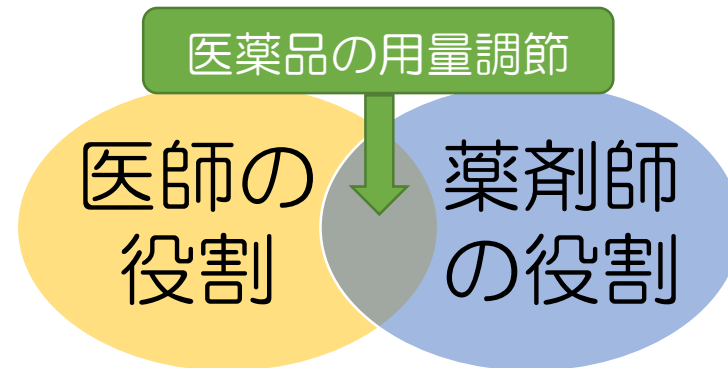 医薬品の用量調節
医師の
役割
薬剤師
の役割